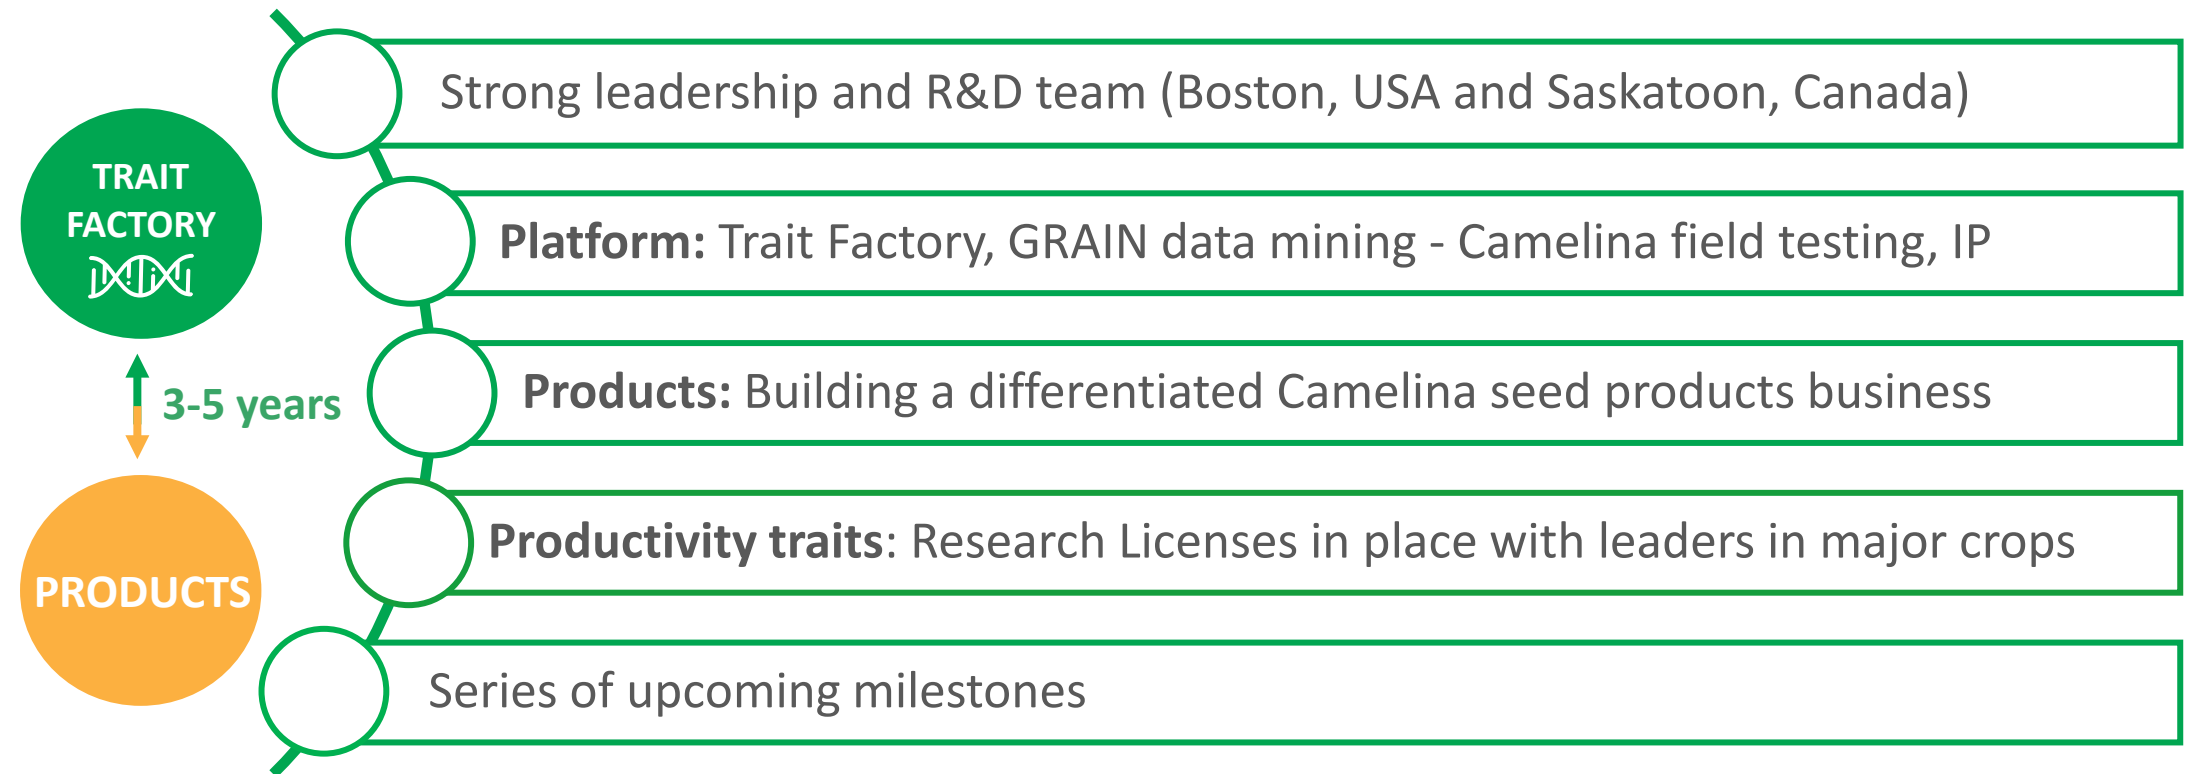 TRAIT
FACTORY
3-5 years
PRODUCTS
Strong leadership and R&D team (Boston, USA and Saskatoon, Canada)
Platform: Trait Factory, GRAIN data mining - Camelina field testing, IP
Products: Building a differentiated Camelina seed products business
Productivity traits: Research Licenses in place with leaders in major crops
Series of upcoming milestones